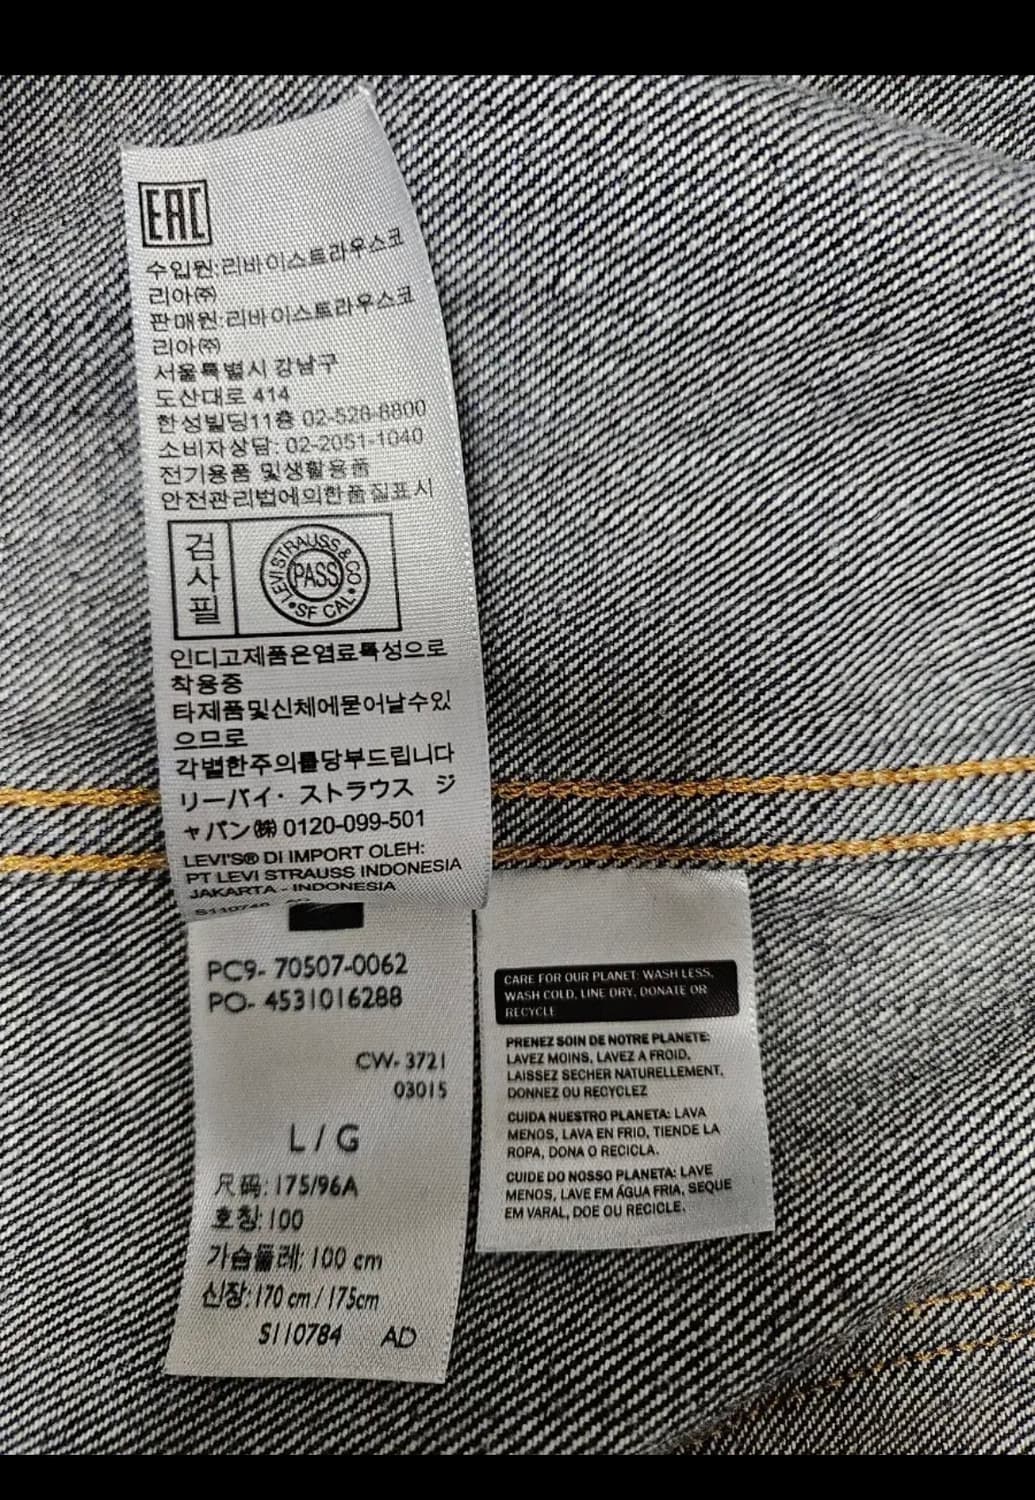 EAC
수입원:리바이스트라우스코
리아㈜
판매원:리바이스트라우스코
리아㈜
서울특별시 강남구
도산대로 414
한성빌딩11층 02-528-8800
소비자상담: 02-2051-1040
전기용품 및생활용품
안전관리법에의한품질표시
검사필
LEVI STRAUSS & CO
PASS
SF CAL
인디고제품은염료특성으로
착용중
타제품및신체에묻어날수있
으므로
각별한주의를당부드립니다
リーバイ・ストラウス ジ
ャパン㈱ 0120-099-501
LEVI'S® DI IMPORT OLEH:
PT LEVI STRAUSS INDONESIA
JAKARTA - INDONESIA
PC9- 70507-0062
PO- 4531016288
CW- 3721
03015
L / G
尺码: 175/96A
호칭: 100
가슴둘레: 100 cm
신장: 170 cm / 175cm
S110784 AD
CARE FOR OUR PLANET: WASH LESS,
WASH COLD, LINE DRY, DONATE OR
RECYCLE
PRENEZ SOIN DE NOTRE PLANETE:
LAVEZ MOINS, LAVEZ A FROID,
LAISSEZ SECHER NATURELLEMENT,
DONNEZ OU RECYCLEZ
CUIDA NUESTRO PLANETA: LAVA
MENOS, LAVA EN FRIO, TIENDE LA
ROPA, DONA O RECICLA.
CUIDE DO NOSSO PLANETA: LAVE
MENOS, LAVE EM ÁGUA FRIA, SEQUE
EM VARAL, DOE OU RECICLE.